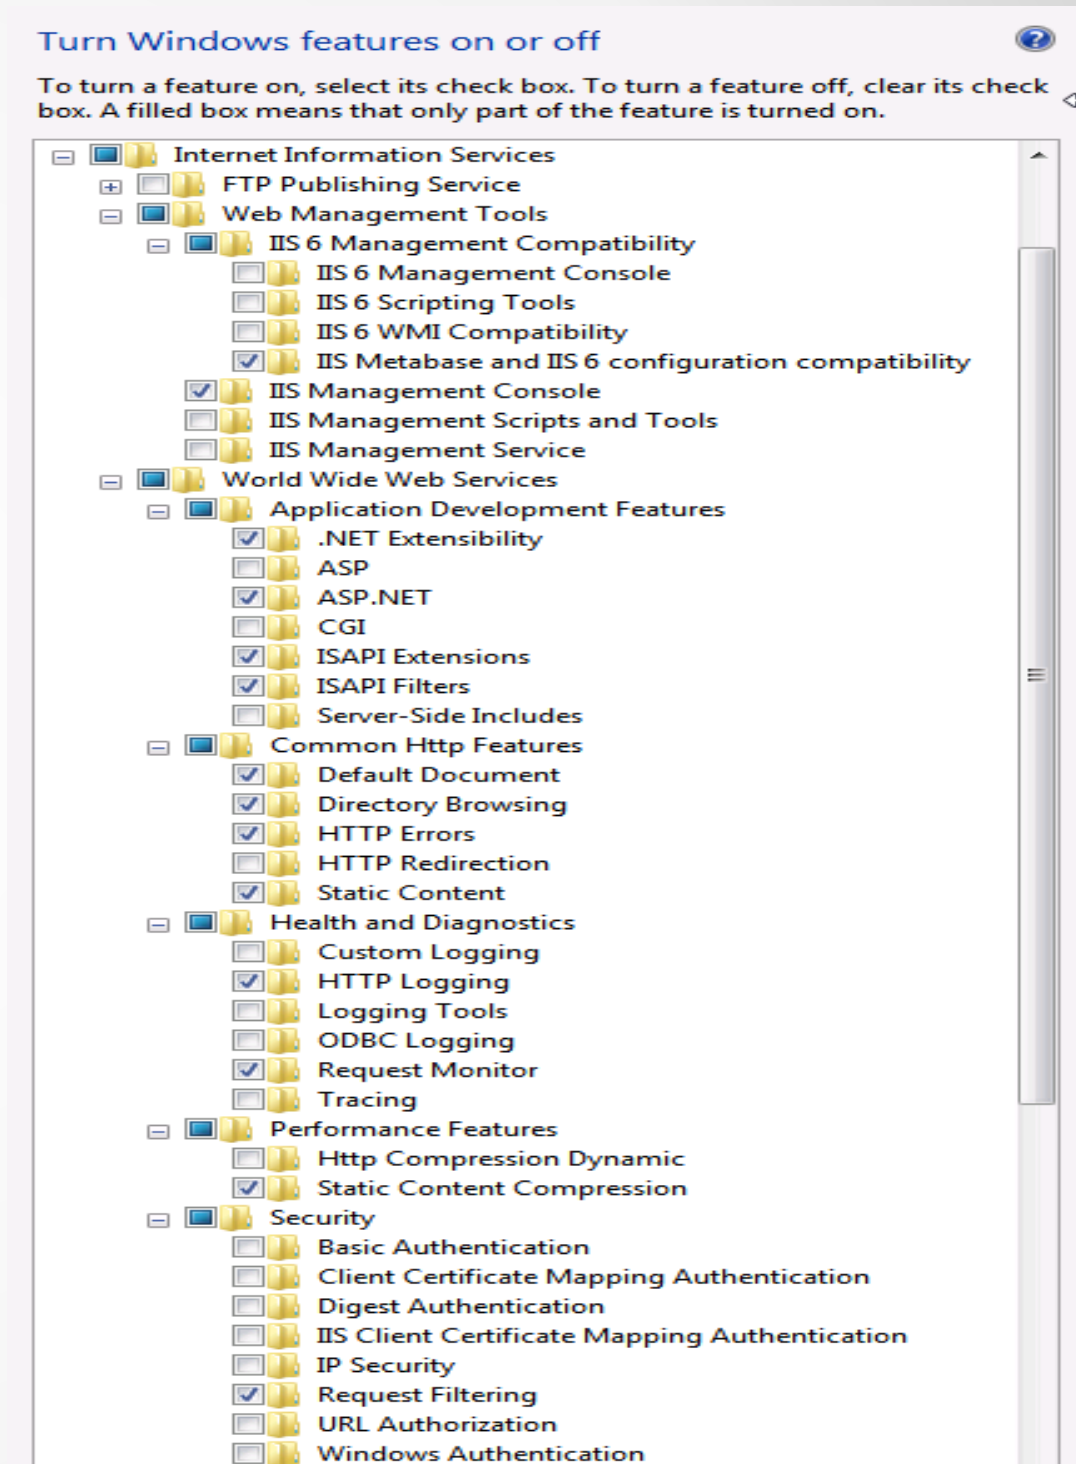 Turn Windows features on or off
?
To turn a feature on, select its check box. To turn a feature off, clear its check
box. A filled box means that only part of the feature is turned on.
Internet Information Services
FTP Publishing Service
Web Management Tools
IIS 6 Management Compatibility
IIS 6 Management Console
IIS 6 Scripting Tools
IIS 6 WMI Compatibility
IIS Metabase and IIS 6 configuration compatibility
IIS Management Console
IIS Management Scripts and Tools
IIS Management Service
World Wide Web Services
Application Development Features
.NET Extensibility
ASP
ASP.NET
CGI
ISAPI Extensions
ISAPI Filters
Server-Side Includes
Common Http Features
Default Document
Directory Browsing
HTTP Errors
HTTP Redirection
Static Content
Health and Diagnostics
Custom Logging
HTTP Logging
Logging Tools
ODBC Logging
Request Monitor
Tracing
Performance Features
Http Compression Dynamic
Static Content Compression
Security
Basic Authentication
Client Certificate Mapping Authentication
Digest Authentication
IIS Client Certificate Mapping Authentication
IP Security
Request Filtering
URL Authorization
Windows Authentication